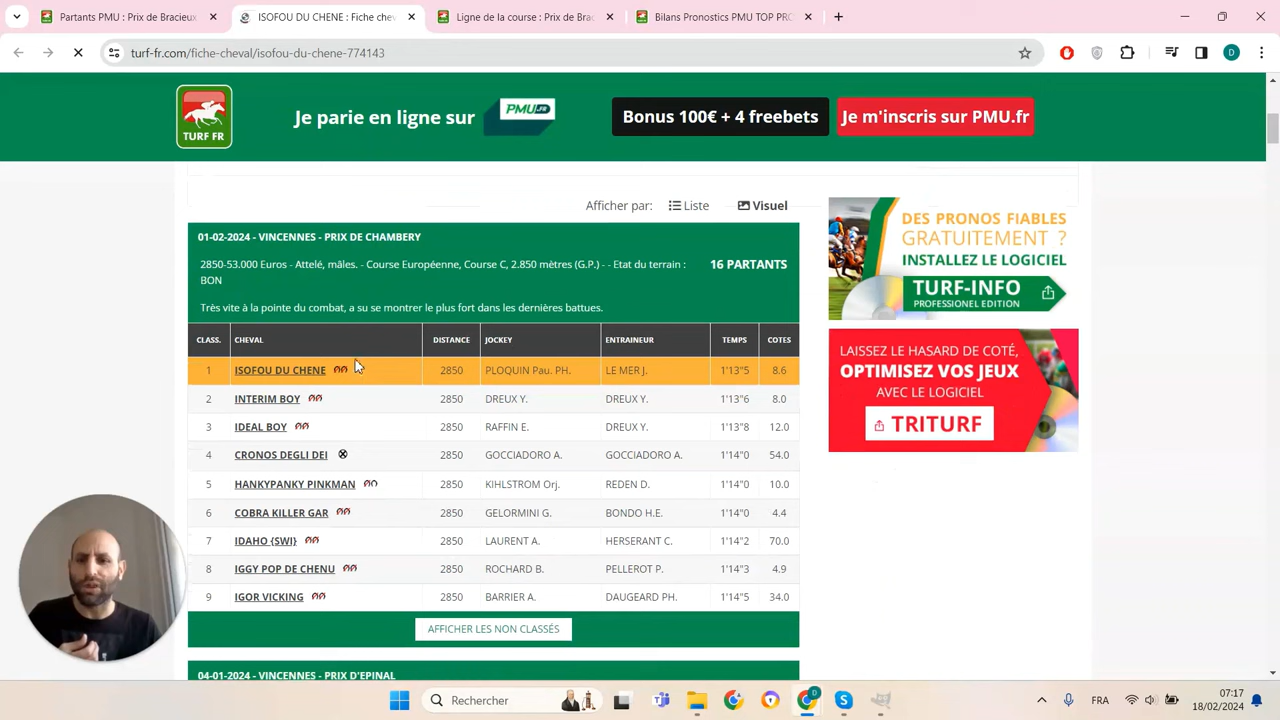 Partants PMU : Prix de Bracieux
ISOFOU DU CHENE : Fiche chev
Ligne de la course : Prix de Bra
Bilans Pronostics PMU TOP PRO
turf-fr.com/fiche-cheval/isofou-du-chene-774143
D
TURF FR
Je parie en ligne sur
PMU.fr
Bonus 100€ + 4 freebets
Je m'inscris sur PMU.fr
Afficher par:
Liste
Visuel
01-02-2024 - VINCENNES - PRIX DE CHAMBERY
2850-53.000 Euros - Attelé, mâles. - Course Européenne, Course C, 2.850 mètres (G.P.) - - Etat du terrain :
BON
16 PARTANTS
Très vite à la pointe du combat, a su se montrer le plus fort dans les dernières battues.
CLASS. CHEVAL DISTANCE JOCKEY ENTRAINEUR TEMPS COTES
1 ISOFOU DU CHENE 2850 PLOQUIN Pau. PH. LE MER J. 1'13"5 8.6
2 INTERIM BOY 2850 DREUX Y. DREUX Y. 1'13"6 8.0
3 IDEAL BOY 2850 RAFFIN E. DREUX Y. 1'13"8 12.0
4 CRONOS DEGLI DEI 2850 GOCCIADORO A. GOCCIADORO A. 1'14"0 54.0
5 HANKYPANKY PINKMAN 2850 KIHLSTROM Orj. REDEN D. 1'14"0 10.0
6 COBRA KILLER GAR 2850 GELORMINI G. BONDO H.E. 1'14"0 4.4
7 IDAHO {SWI} 2850 LAURENT A. HERSERANT C. 1'14"2 70.0
8 IGGY POP DE CHENU 2850 ROCHARD B. PELLEROT P. 1'14"3 4.9
9 IGOR VICKING 2850 BARRIER A. DAUGEARD PH. 1'14"5 34.0
AFFICHER LES NON CLASSÉS
04-01-2024 - VINCENNES - PRIX D'EPINAL
DES PRONOS FIABLES
GRATUITEMENT ?
INSTALLEZ LE LOGICIEL
TURF-INFO
PROFESSIONEL EDITION
LAISSEZ LE HASARD DE COTÉ,
OPTIMISEZ VOS JEUX
AVEC LE LOGICIEL
TRITURF
Rechercher
D
FRA
07:17
18/02/2024